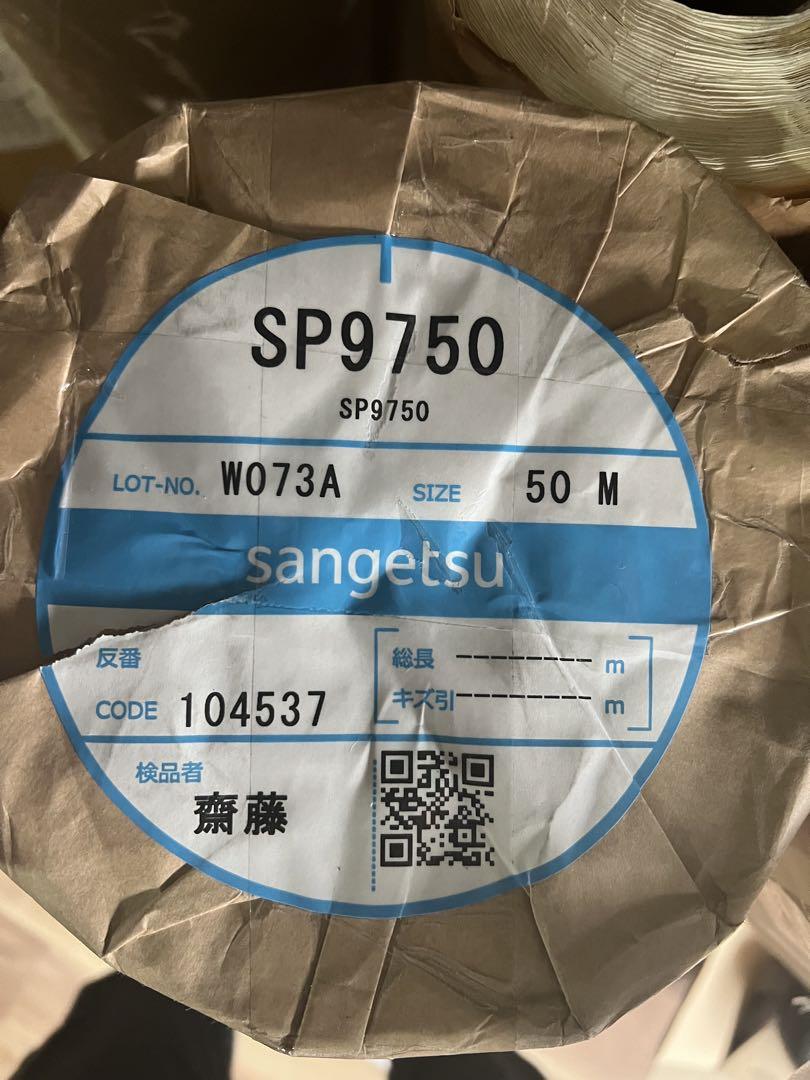 SP9750
SP9750
LOT-NO. W073A SIZE 50 M
sangetsu
反番
総長 --------- m
CODE 104537
キズ引 --------- m
検品者
齋藤